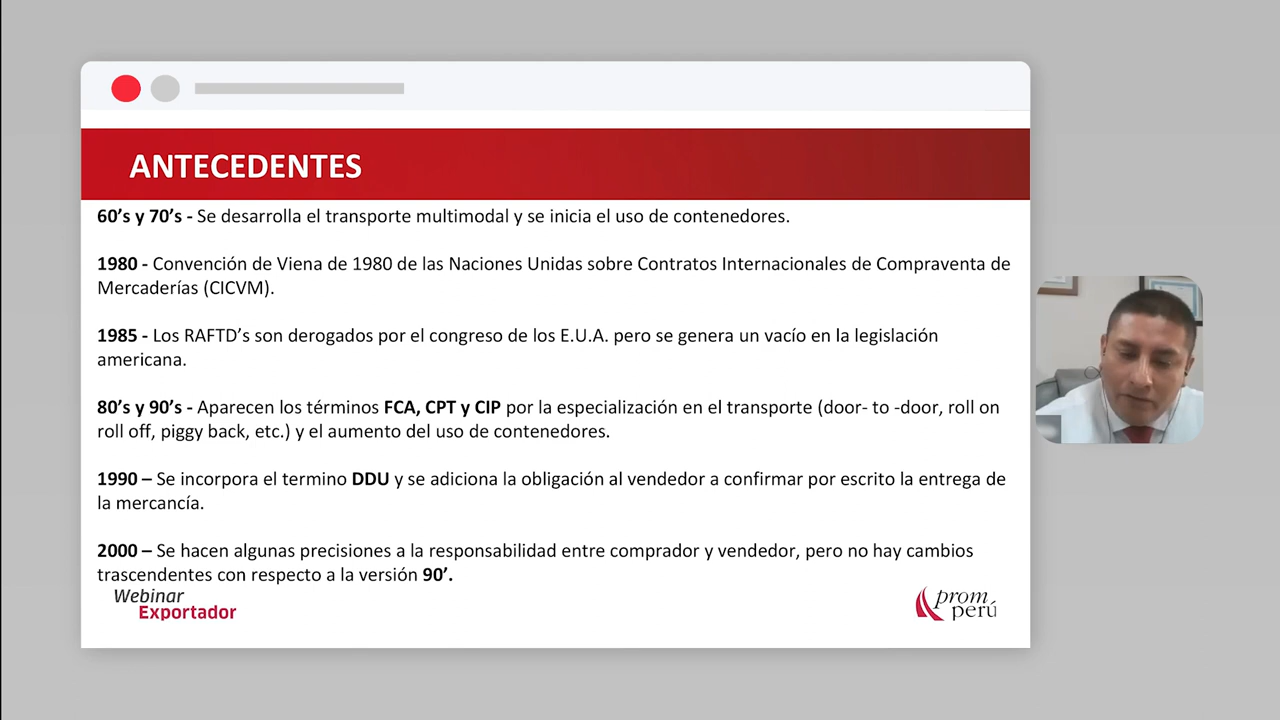 ANTECEDENTES
60’s y 70’s - Se desarrolla el transporte multimodal y se inicia el uso de contenedores.
1980 - Convención de Viena de 1980 de las Naciones Unidas sobre Contratos Internacionales de Compraventa de
Mercaderías (CICVM).
1985 - Los RAFTD’s son derogados por el congreso de los E.U.A. pero se genera un vacío en la legislación
americana.
80’s y 90’s - Aparecen los términos FCA, CPT y CIP por la especialización en el transporte (door- to -door, roll on
roll off, piggy back, etc.) y el aumento del uso de contenedores.
1990 – Se incorpora el termino DDU y se adiciona la obligación al vendedor a confirmar por escrito la entrega de
la mercancía.
2000 – Se hacen algunas precisiones a la responsabilidad entre comprador y vendedor, pero no hay cambios
trascendentes con respecto a la versión 90’.
Webinar
Exportador
prom
perú